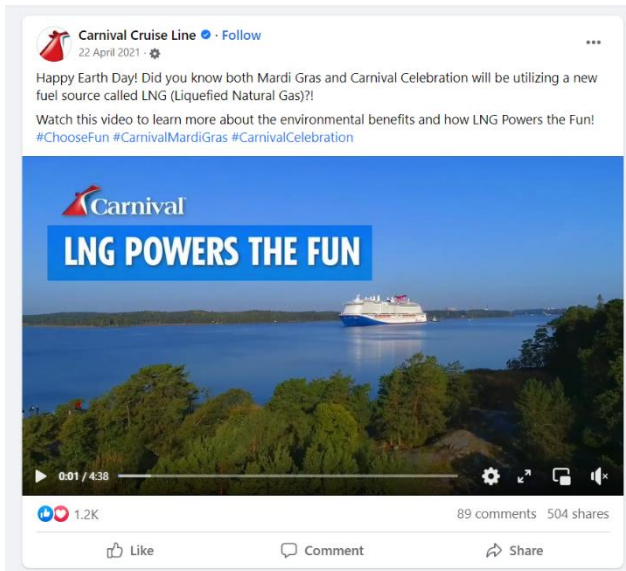 Carnival Cruise Line · Follow
22 April 2021 ·
Happy Earth Day! Did you know both Mardi Gras and Carnival Celebration will be utilizing a new
fuel source called LNG (Liquefied Natural Gas)?!
Watch this video to learn more about the environmental benefits and how LNG Powers the Fun!
#ChooseFun #CarnivalMardiGras #CarnivalCelebration
Carnival
LNG POWERS THE FUN
0:01 / 4:38
1.2K 89 comments 504 shares
Like Comment Share